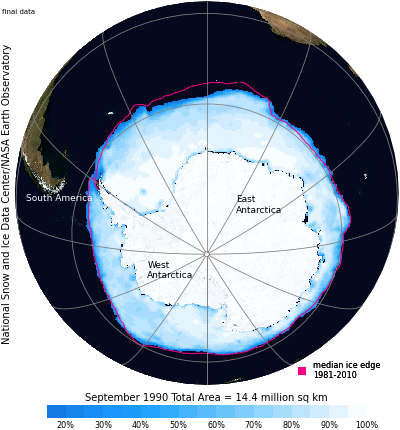 final data
National Snow and Ice Data Center/NASA Earth Observatory
South America
East
Antarctica
West
Antarctica
median ice edge
1981-2010
September 1990 Total Area = 14.4 million sq km
20% 30% 40% 50% 60% 70% 80% 90% 100%